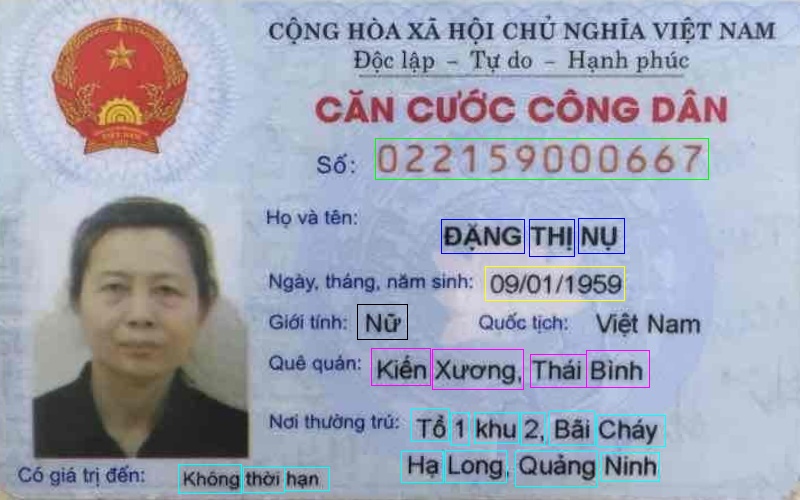 CỘNG HÒA XÃ HỘI CHỦ NGHĨA VIỆT NAM
Độc lập – Tự do – Hạnh phúc
CĂN CƯỚC CÔNG DÂN
Số: 022159000667
Họ và tên: ĐẶNG THỊ NỤ
Ngày, tháng, năm sinh: 09/01/1959
Giới tính: Nữ Quốc tịch: Việt Nam
Quê quán: Kiến Xương, Thái Bình
Nơi thường trú: Tổ 1 khu 2, Bãi Cháy
Hạ Long, Quảng Ninh
Có giá trị đến: Không thời hạn